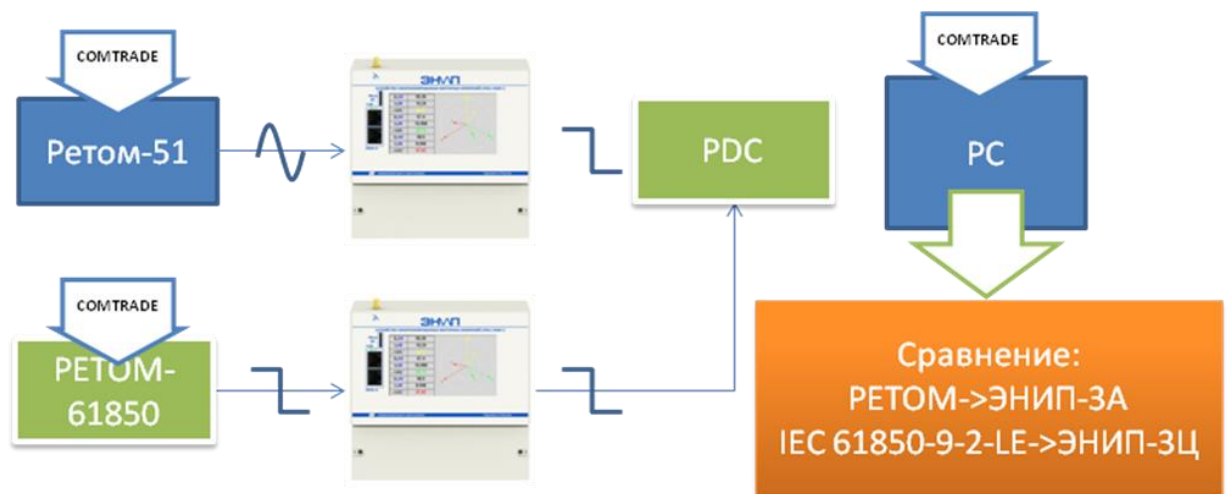 COMTRADE
COMTRADE
Ретом-51
ЭНИП
PDC
PC
COMTRADE
ЭНИП
РЕТОМ-
61850
Сравнение:
РЕТОМ->ЭНИП-3А
IEC 61850-9-2-LE->ЭНИП-3Ц